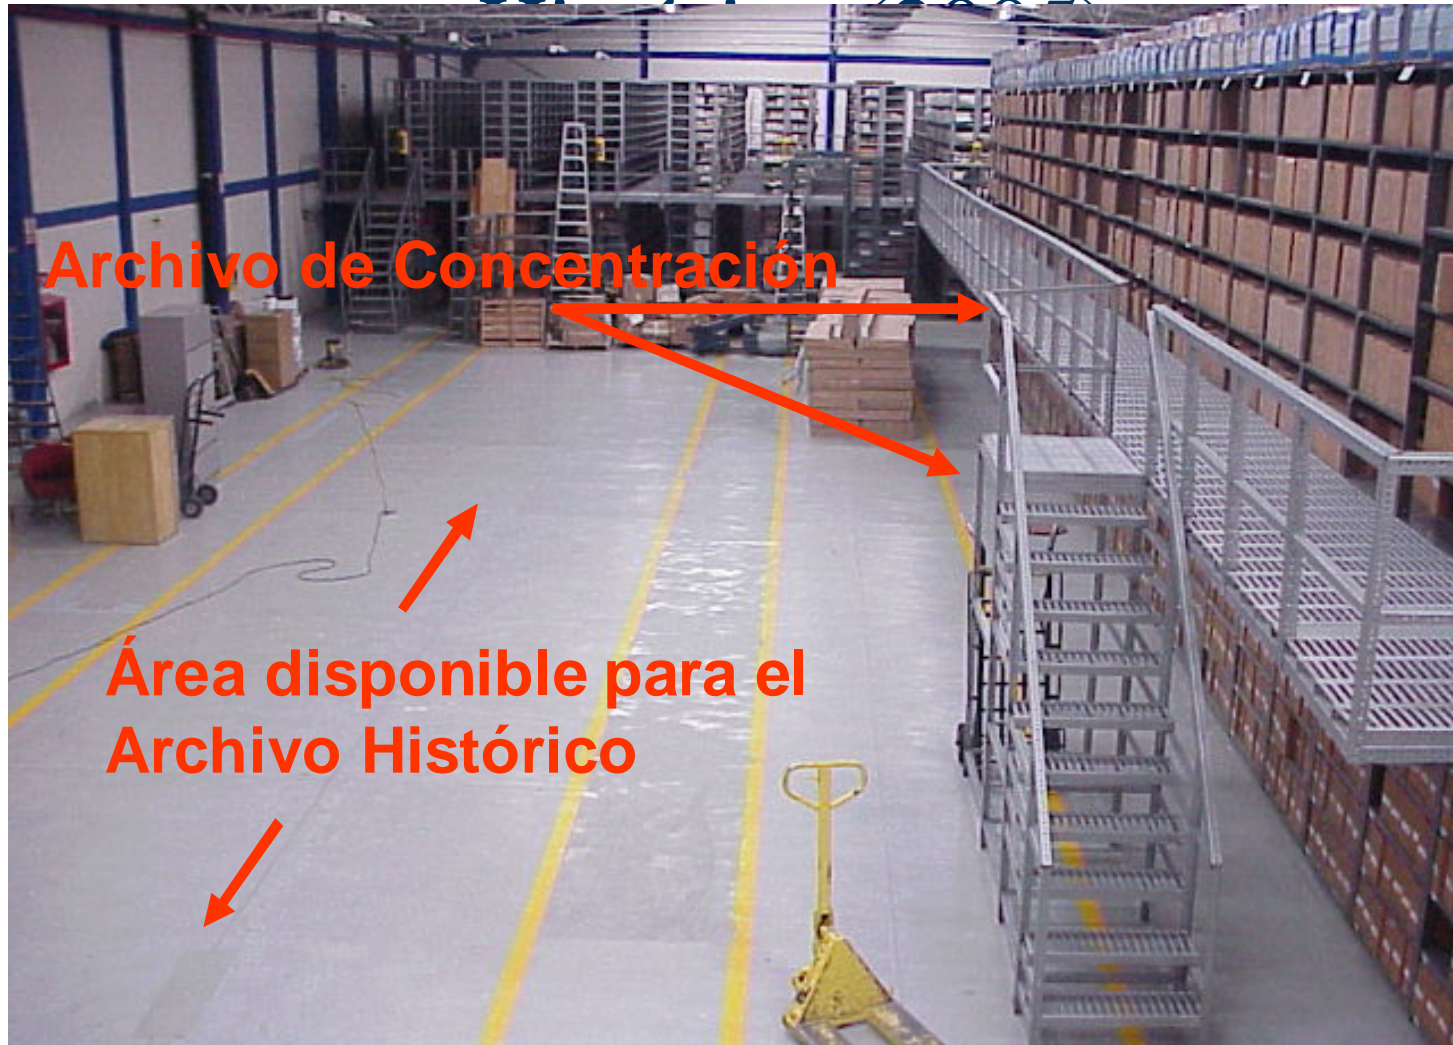 Archivo de Concentración
Área disponible para el
Archivo Histórico